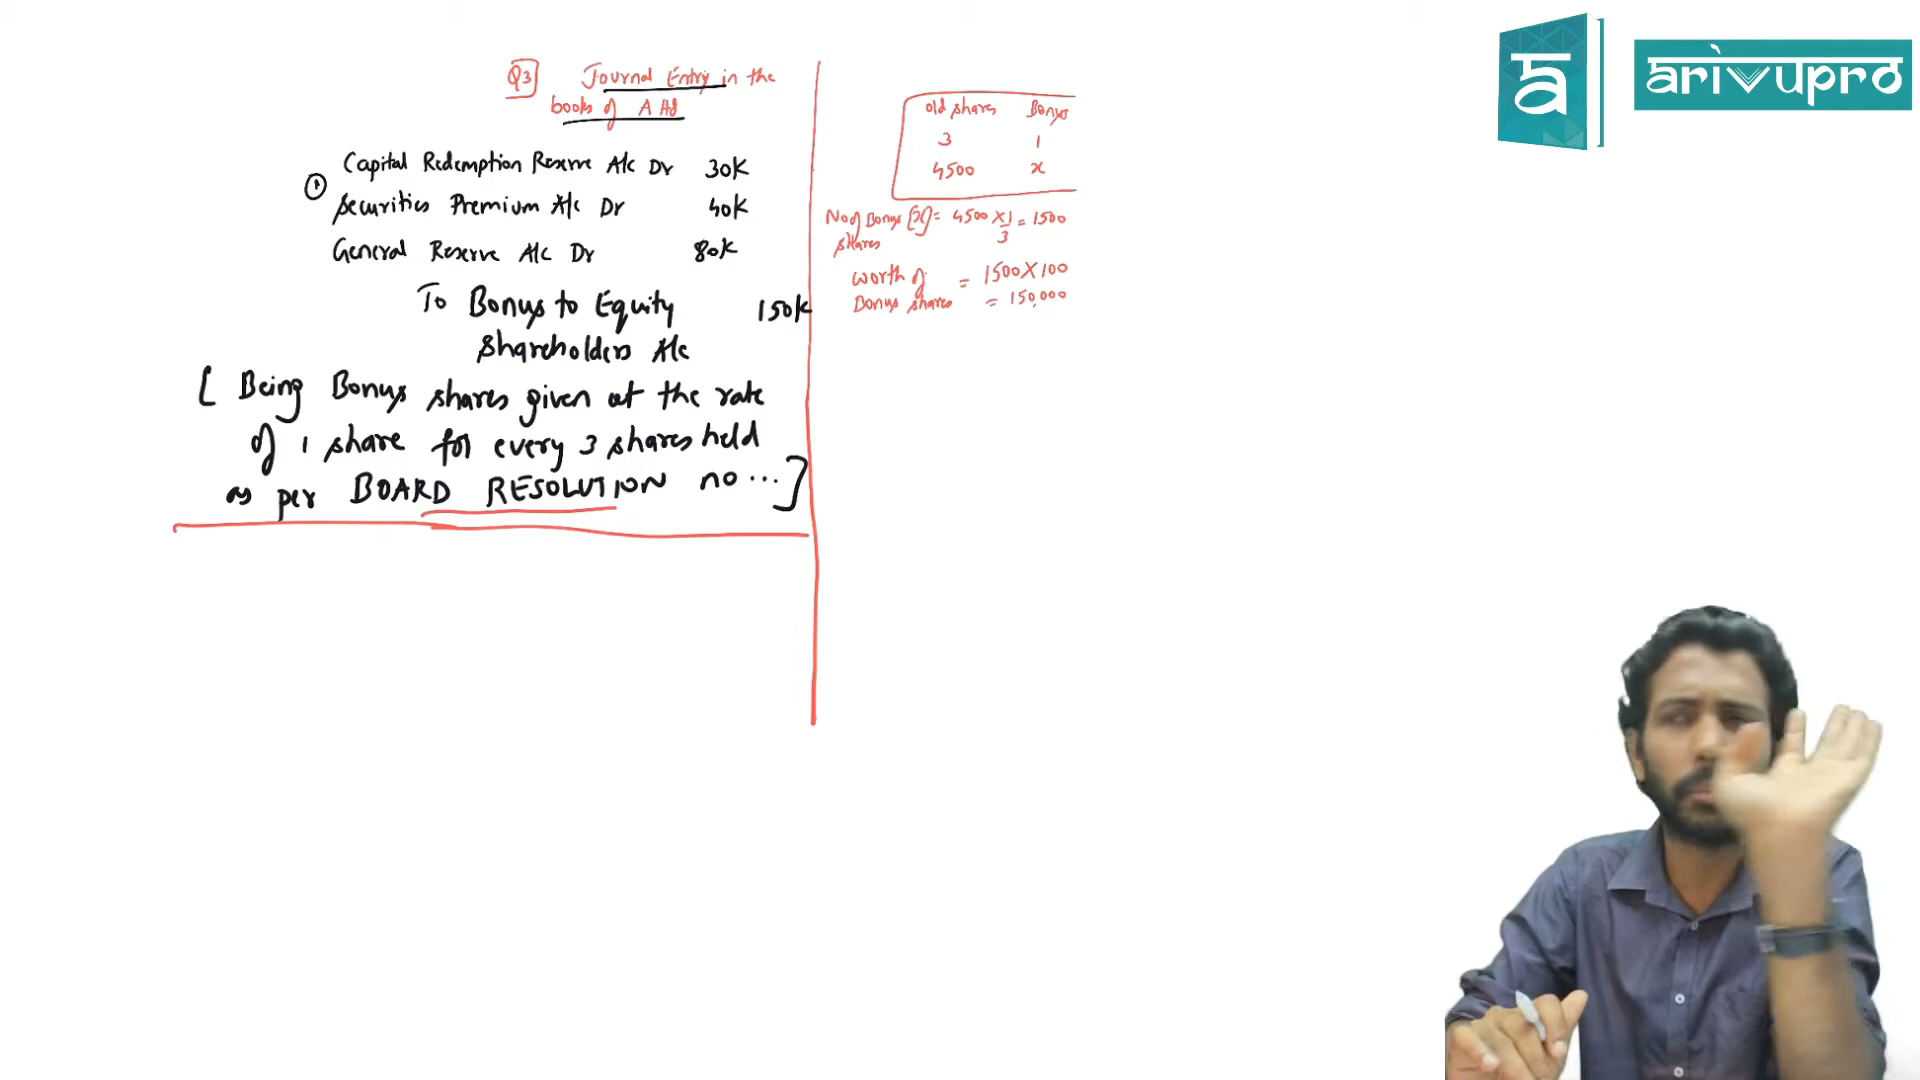 Q3 Journal Entry in the
books of A ltd
Capital Redemption Reserve A/c Dr 30K
①
Securities Premium A/c Dr 40K
General Reserve A/c Dr 80K
To Bonus to Equity 150K
Shareholders A/c
[ Being Bonus shares given at the rate
of 1 share for every 3 shares held
as per BOARD RESOLUTION no ... ]
old shares Bonus
3 1
4500 x
No of Bonus [x] = 4500 X 1/3 = 1500
shares
worth of = 1500 X 100
Bonus shares = 150,000
a
arivupro